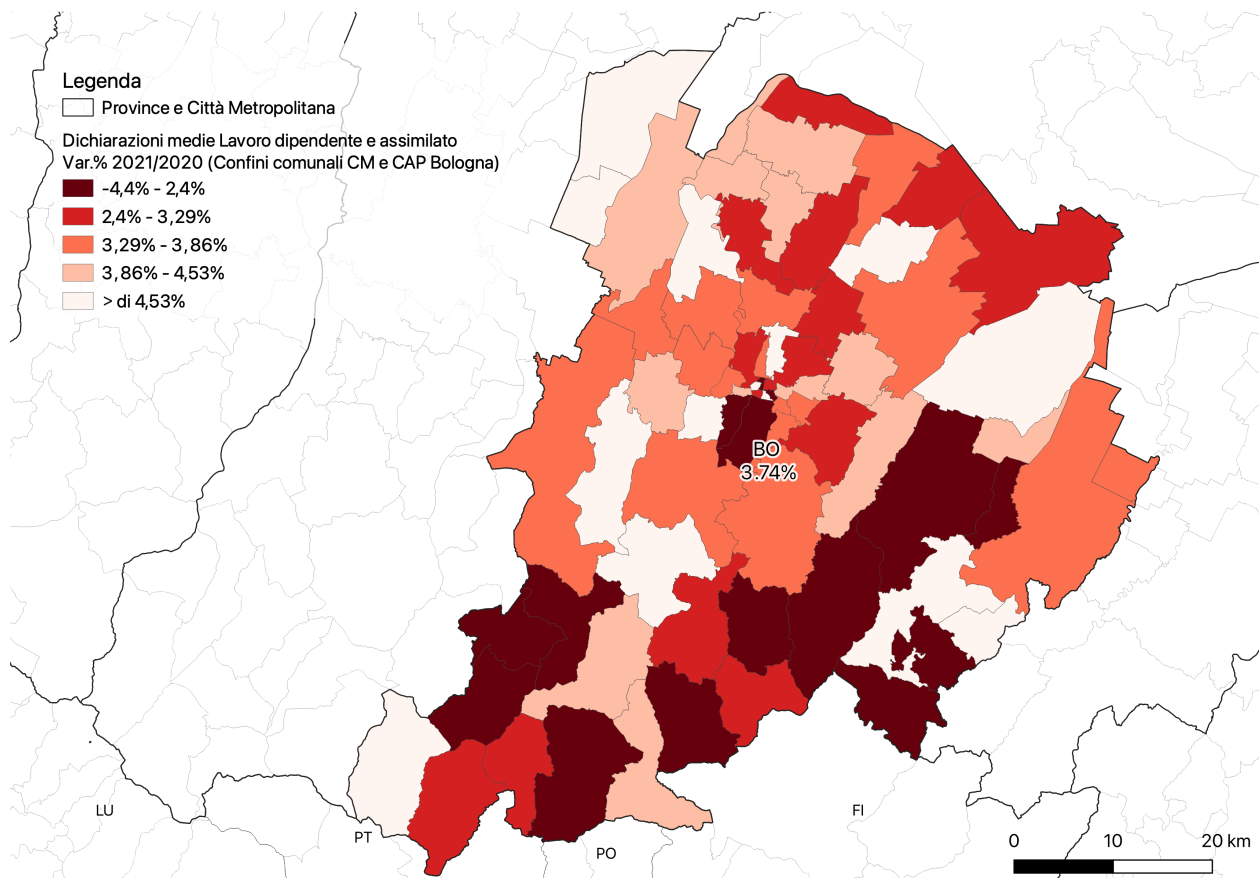 Legenda
Province e Città Metropolitana
Dichiarazioni medie Lavoro dipendente e assimilato
Var.% 2021/2020 (Confini comunali CM e CAP Bologna)
-4,4% - 2,4%
2,4% - 3,29%
3,29% - 3,86%
3,86% - 4,53%
> di 4,53%
BO
3.74%
LU
PT
PO
FI
0 10 20 km